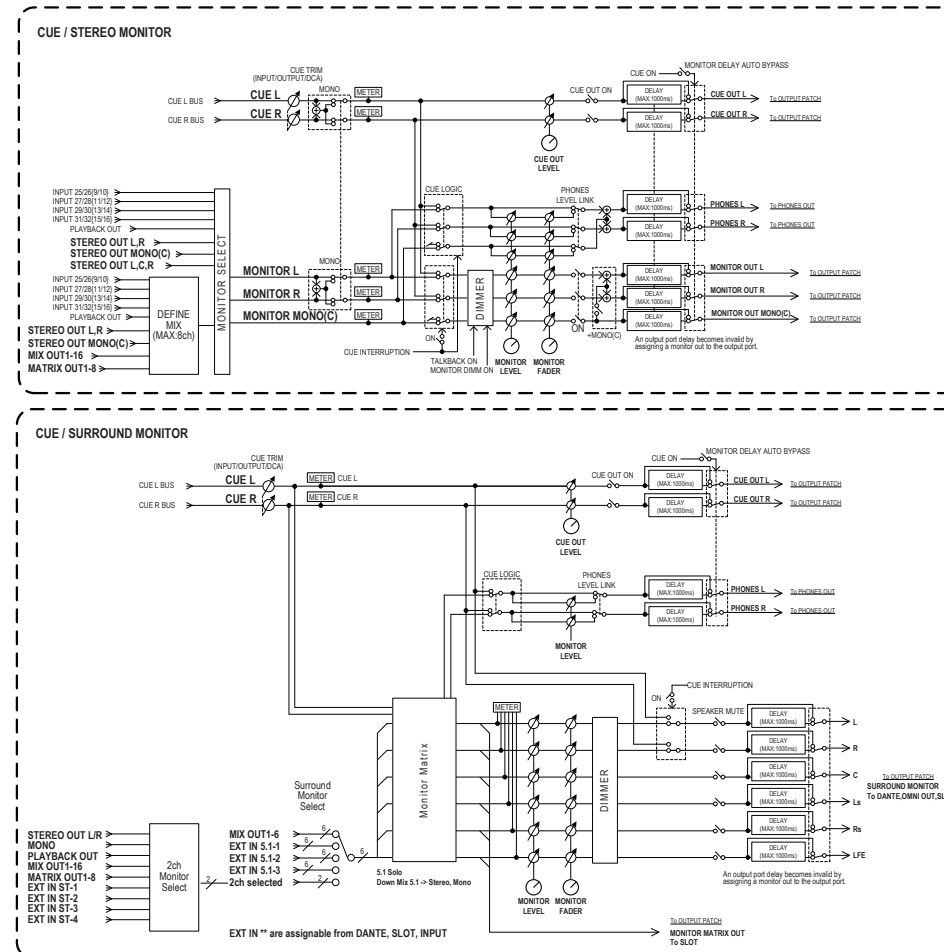 CUE / STEREO MONITOR
MONITOR DELAY AUTO BYPASS
CUE TRIM
(INPUT/OUTPUT/DCA)
CUE ON
MONO
METER
CUE OUT ON
CUE L BUS
CUE L
DELAY
(MAX:1000ms)
CUE OUT L
To OUTPUT PATCH
CUE R BUS
CUE R
METER
DELAY
(MAX:1000ms)
CUE OUT R
To OUTPUT PATCH
CUE OUT
LEVEL
INPUT 25/26(9/10)
INPUT 27/28(11/12)
INPUT 29/30(13/14)
INPUT 31/32(15/16)
PLAYBACK OUT
STEREO OUT L,R
STEREO OUT MONO(C)
STEREO OUT L,C,R
INPUT 25/26(9/10)
INPUT 27/28(11/12)
INPUT 29/30(13/14)
INPUT 31/32(15/16)
PLAYBACK OUT
STEREO OUT L,R
STEREO OUT MONO(C)
MIX OUT1-16
MATRIX OUT1-8
DEFINE
MIX
(MAX:8ch)
MONITOR SELECT
CUE LOGIC
PHONES
LEVEL LINK
DELAY
(MAX:1000ms)
PHONES L
To PHONES OUT
DELAY
(MAX:1000ms)
PHONES R
To PHONES OUT
MONO
MONITOR L
METER
MONITOR R
METER
MONITOR MONO(C)
METER
DIMMER
DELAY
(MAX:1000ms)
MONITOR OUT L
To OUTPUT PATCH
DELAY
(MAX:1000ms)
MONITOR OUT R
To OUTPUT PATCH
DELAY
(MAX:1000ms)
MONITOR OUT MONO(C)
To OUTPUT PATCH
ON
ON
+MONO(C)
An output port delay becomes invalid by
assigning a monitor out to the output port.
CUE INTERRUPTION
TALKBACK ON
MONITOR DIMM ON
MONITOR
LEVEL
MONITOR
FADER
CUE / SURROUND MONITOR
MONITOR DELAY AUTO BYPASS
CUE TRIM
(INPUT/OUTPUT/DCA)
CUE ON
CUE L BUS
CUE L
METER
CUE L
CUE OUT ON
DELAY
(MAX:1000ms)
CUE OUT L
To OUTPUT PATCH
CUE R BUS
CUE R
METER
CUE R
DELAY
(MAX:1000ms)
CUE OUT R
To OUTPUT PATCH
CUE OUT
LEVEL
CUE LOGIC
PHONES
LEVEL LINK
DELAY
(MAX:1000ms)
PHONES L
To PHONES OUT
DELAY
(MAX:1000ms)
PHONES R
To PHONES OUT
MONITOR
LEVEL
CUE INTERRUPTION
ON
METER
SPEAKER MUTE
Monitor Matrix
DIMMER
DELAY
(MAX:1000ms)
L
DELAY
(MAX:1000ms)
R
DELAY
(MAX:1000ms)
C
To OUTPUT PATCH
SURROUND MONITOR
To DANTE,OMNI OUT,SL
DELAY
(MAX:1000ms)
Ls
DELAY
(MAX:1000ms)
Rs
DELAY
(MAX:1000ms)
LFE
Surround
Monitor
Select
STEREO OUT L/R
MONO
PLAYBACK OUT
MIX OUT1-16
MATRIX OUT1-8
EXT IN ST-1
EXT IN ST-2
EXT IN ST-3
EXT IN ST-4
2ch
Monitor
Select
2
MIX OUT1-6
6
EXT IN 5.1-1
6
EXT IN 5.1-2
6
EXT IN 5.1-3
6
2ch selected
2
6
5.1 Solo
Down Mix 5.1 -> Stereo, Mono
MONITOR
LEVEL
MONITOR
FADER
An output port delay becomes invalid by
assigning a monitor out to the output port.
To OUTPUT PATCH
MONITOR MATRIX OUT
To SLOT
EXT IN ** are assignable from DANTE, SLOT, INPUT